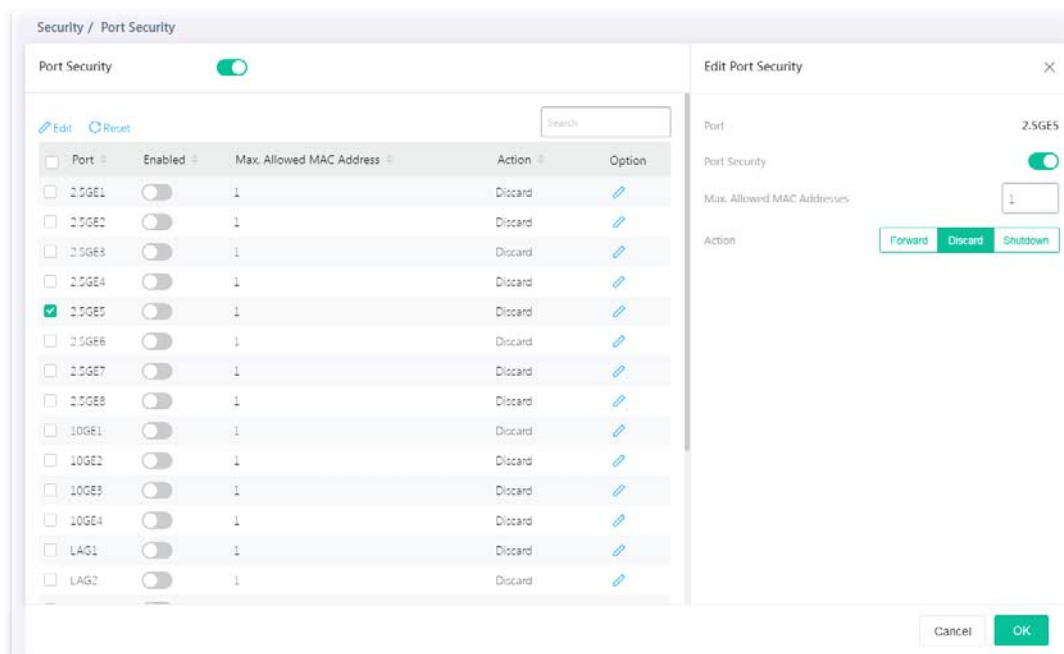 Security / Port Security
Port Security
Edit Reset
Search
Port Enabled Max. Allowed MAC Address Action Option
2.5GE1 1 Discard
2.5GE2 1 Discard
2.5GE3 1 Discard
2.5GE4 1 Discard
2.5GE5 1 Discard
2.5GE6 1 Discard
2.5GE7 1 Discard
2.5GE8 1 Discard
10GE1 1 Discard
10GE2 1 Discard
10GE3 1 Discard
10GE4 1 Discard
LAG1 1 Discard
LAG2 1 Discard
Edit Port Security
Port 2.5GE5
Port Security
Max. Allowed MAC Addresses 1
Action Forward Discard Shutdown
Cancel OK